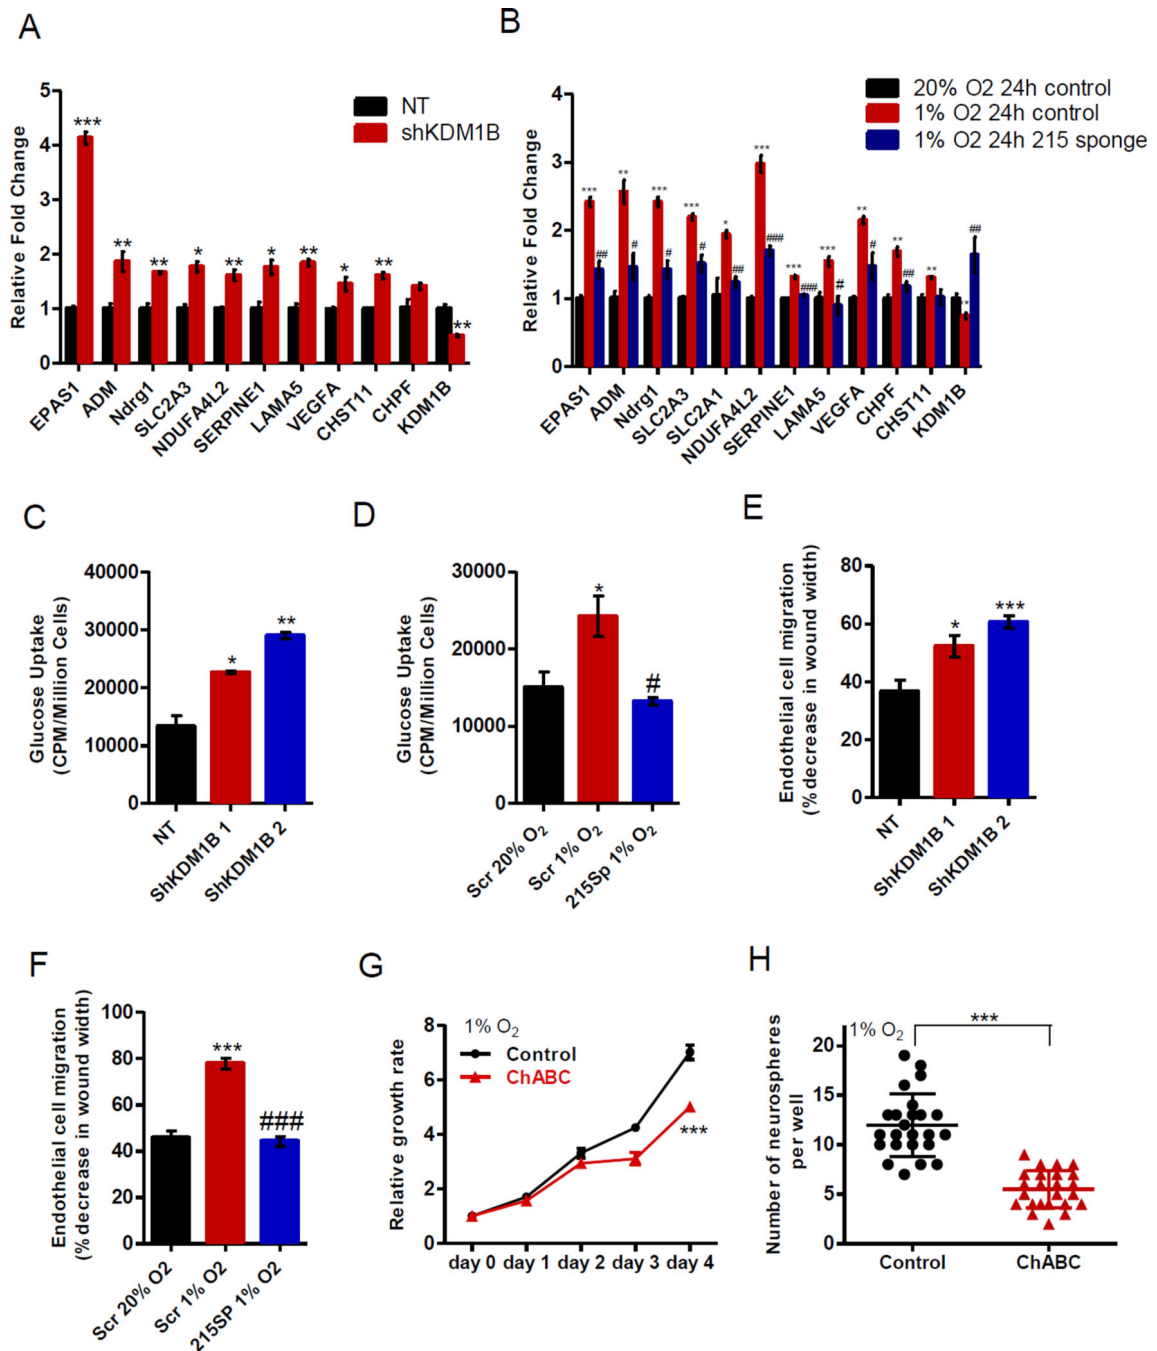 A
Relative Fold Change
5
4
3
2
1
0
NT
shKDM1B
***
**
**
*
**
*
**
*
**
**
EPAS1
ADM
Ndrg1
SLC2A3
NDUFA4L2
SERPINE1
LAMA5
VEGFA
CHST11
CHPF
KDM1B
B
Relative Fold Change
4
3
2
1
0
20% O2 24h control
1% O2 24h control
1% O2 24h 215 sponge
***
##
**
#
***
#
***
#
*
##
***
###
***
###
***
#
**
#
**
##
**
**
##
EPAS1
ADM
Ndrg1
SLC2A3
SLC2A1
NDUFA4L2
SERPINE1
LAMA5
VEGFA
CHPF
CHST11
KDM1B
C
Glucose Uptake
(CPM/Million Cells)
40000
30000
20000
10000
0
*
**
NT
ShKDM1B 1
ShKDM1B 2
D
Glucose Uptake
(CPM/Million Cells)
30000
20000
10000
0
*
#
Scr 20% O₂
Scr 1% O₂
215Sp 1% O₂
E
Endothelial cell migration
(%decrease in wound width)
80
60
40
20
0
*
***
NT
ShKDM1B 1
ShKDM1B 2
F
Endothelial cell migration
(%decrease in wound width)
100
80
60
40
20
0
***
###
Scr 20% O2
Scr 1% O2
215SP 1% O2
G
Relative growth rate
8
6
4
2
0
1% O₂
Control
ChABC
***
day 0 day 1 day 2 day 3 day 4
H
Number of neurospheres
per well
20
15
10
5
0
1% O₂
***
Control
ChABC